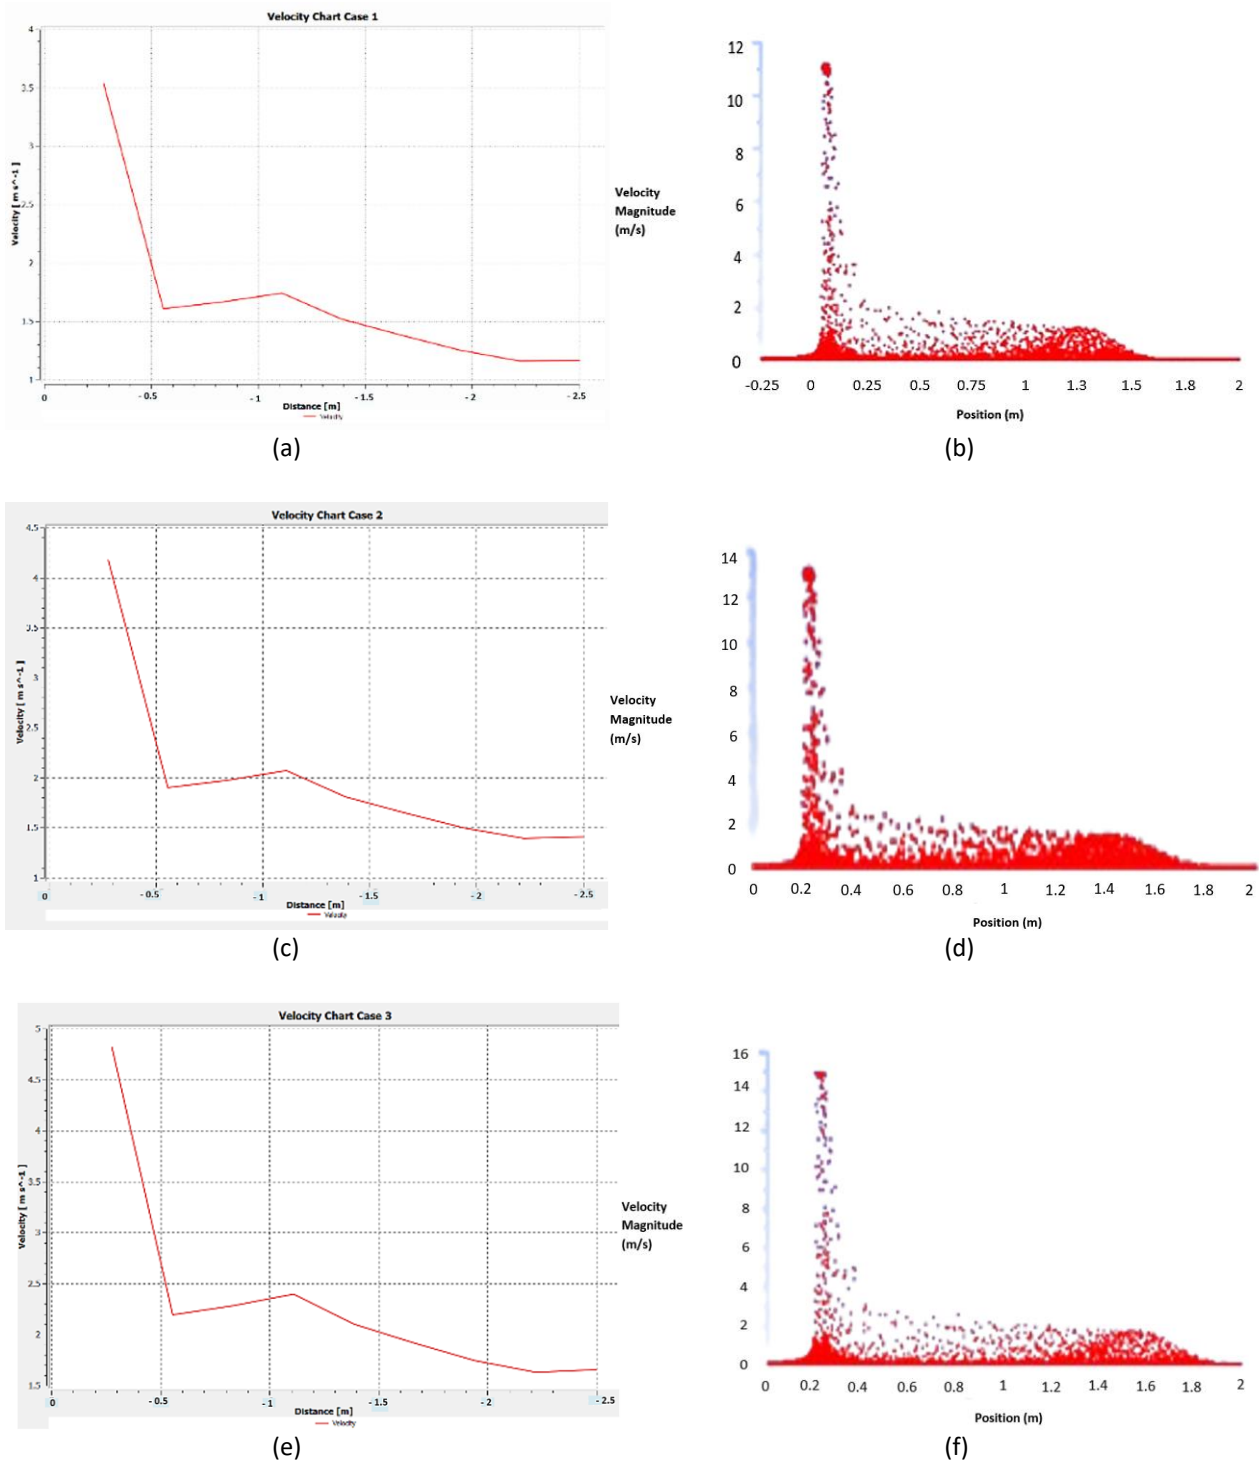 Velocity Chart Case 1
4
3.5
3
2.5
2
1.5
1
Velocity [ m s^-1 ]
0
-0.5
-1
-1.5
-2
-2.5
Distance [m]
Velocity
(a)
Velocity
Magnitude
(m/s)
12
10
8
6
4
2
0
-0.25 0 0.25 0.5 0.75 1 1.3 1.5 1.8 2
Position (m)
(b)
Velocity Chart Case 2
4.5
4
3.5
3
2.5
2
1.5
1
Velocity [ m s^-1 ]
0 -0.5 -1 -1.5 -2 -2.5
Distance [m]
Velocity
(c)
Velocity
Magnitude
(m/s)
14
12
10
8
6
4
2
0
0 0.2 0.4 0.6 0.8 1 1.2 1.4 1.6 1.8 2
Position (m)
(d)
Velocity Chart Case 3
5
4.5
4
3.5
3
2.5
2
1.5
Velocity [ m s^-1 ]
0 -0.5 -1 -1.5 -2 -2.5
Distance [m]
Velocity
(e)
Velocity
Magnitude
(m/s)
16
14
12
10
8
6
4
2
0
0 0.2 0.4 0.6 0.8 1 1.2 1.4 1.6 1.8 2
Position (m)
(f)